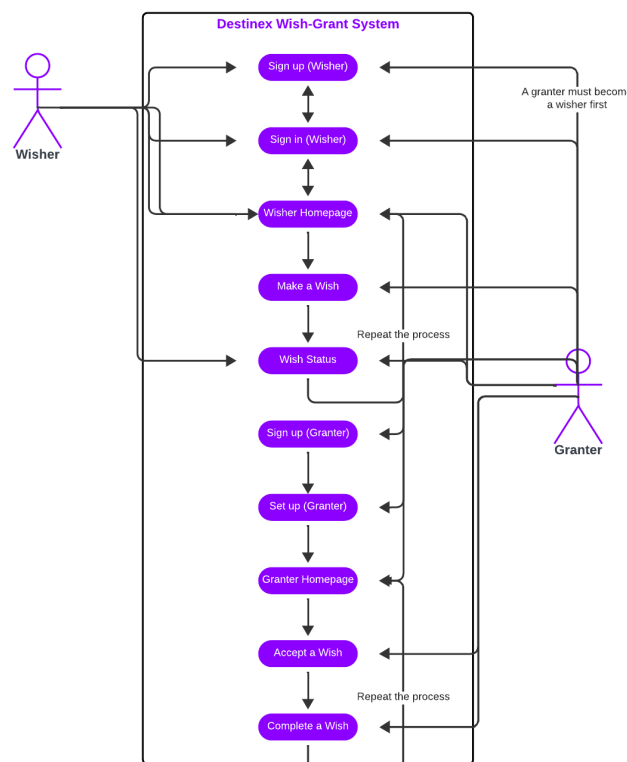 Destinex Wish-Grant System
Sign up (Wisher)
A granter must becom
a wisher first
Sign in (Wisher)
Wisher
Wisher Homepage
Make a Wish
Repeat the process
Wish Status
Sign up (Granter)
Granter
Set up (Granter)
Granter Homepage
Accept a Wish
Repeat the process
Complete a Wish